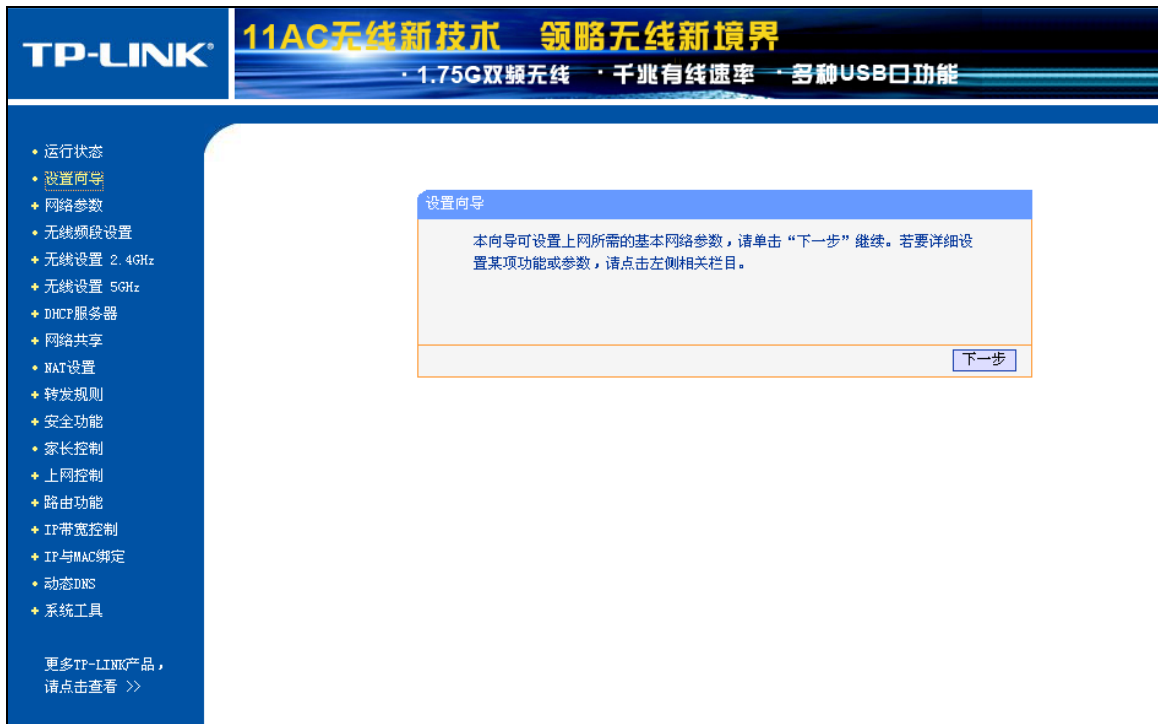 TP-LINK®
11AC无线新技术 领略无线新境界
·1.75G双频无线 ·千兆有线速率 ·多种USB口功能
运行状态
设置向导
网络参数
无线频段设置
无线设置 2.4GHz
无线设置 5GHz
DHCP服务器
网络共享
NAT设置
转发规则
安全功能
家长控制
上网控制
路由功能
IP带宽控制
IP与MAC绑定
动态DNS
系统工具
更多TP-LINK产品，
请点击查看 >>
设置向导
本向导可设置上网所需的基本网络参数，请单击“下一步”继续。若要详细设
置某项功能或参数，请点击左侧相关栏目。
下一步